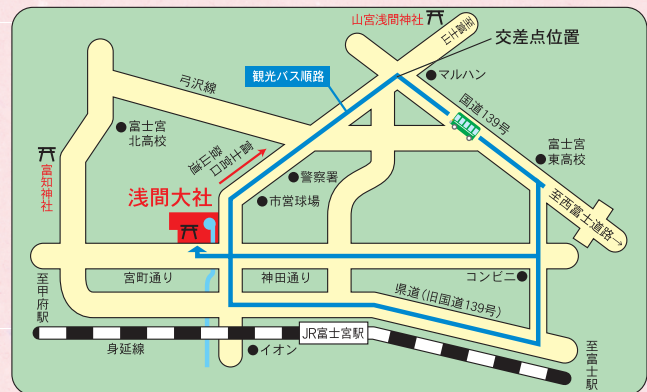 山宮浅間神社
至富士山
交差点位置
マルハン
観光バス順路
国道139号
弓沢線
富士宮
北高校
富士宮口
登山道
富士宮
東高校
富知神社
警察署
浅間大社
市営球場
至西富士道路→
宮町通り
神田通り
コンビニ
至甲府駅
県道(旧国道139号)
JR富士宮駅
身延線
イオン
至富士駅